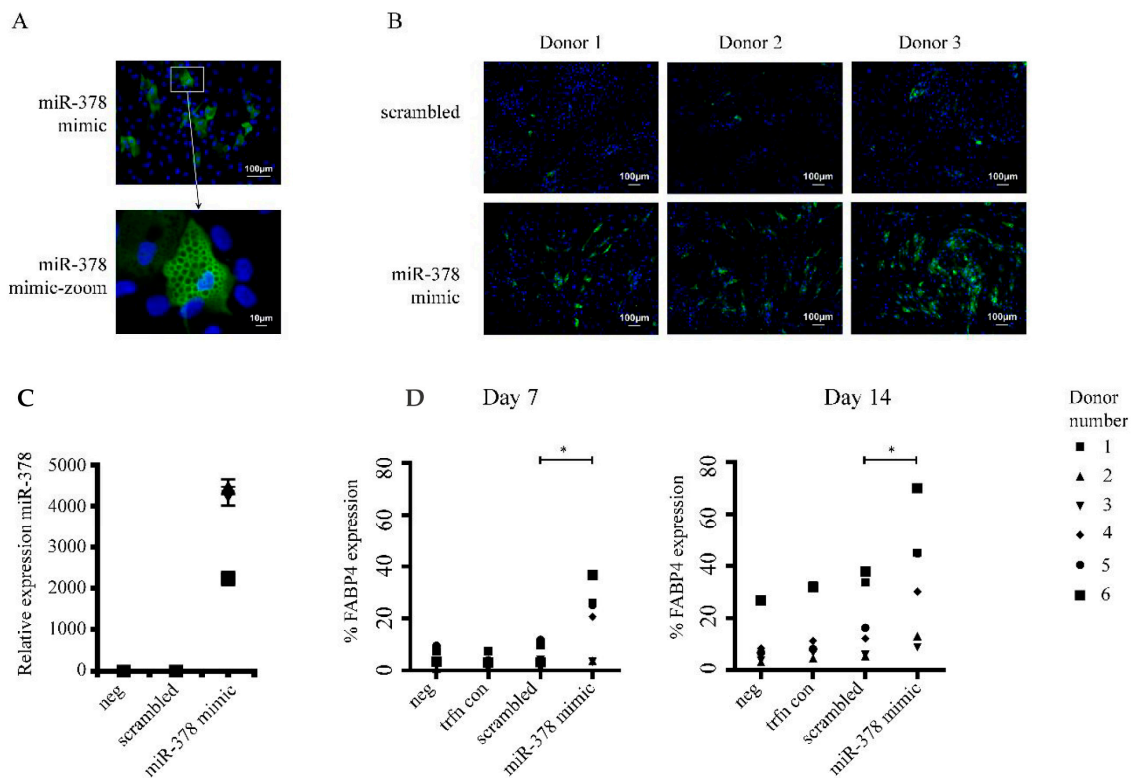 A
miR-378
mimic
100µm
miR-378
mimic-zoom
10µm
B
Donor 1
Donor 2
Donor 3
scrambled
100µm
100µm
100µm
miR-378
mimic
100µm
100µm
100µm
C
Relative expression miR-378
5000
4000
3000
2000
1000
0
neg
scrambled
miR-378 mimic
D
Day 7
*
% FABP4 expression
80
60
40
20
0
neg
trfn con
scrambled
miR-378 mimic
Day 14
*
% FABP4 expression
80
60
40
20
0
neg
trfn con
scrambled
miR-378 mimic
Donor
number
1
2
3
4
5
6